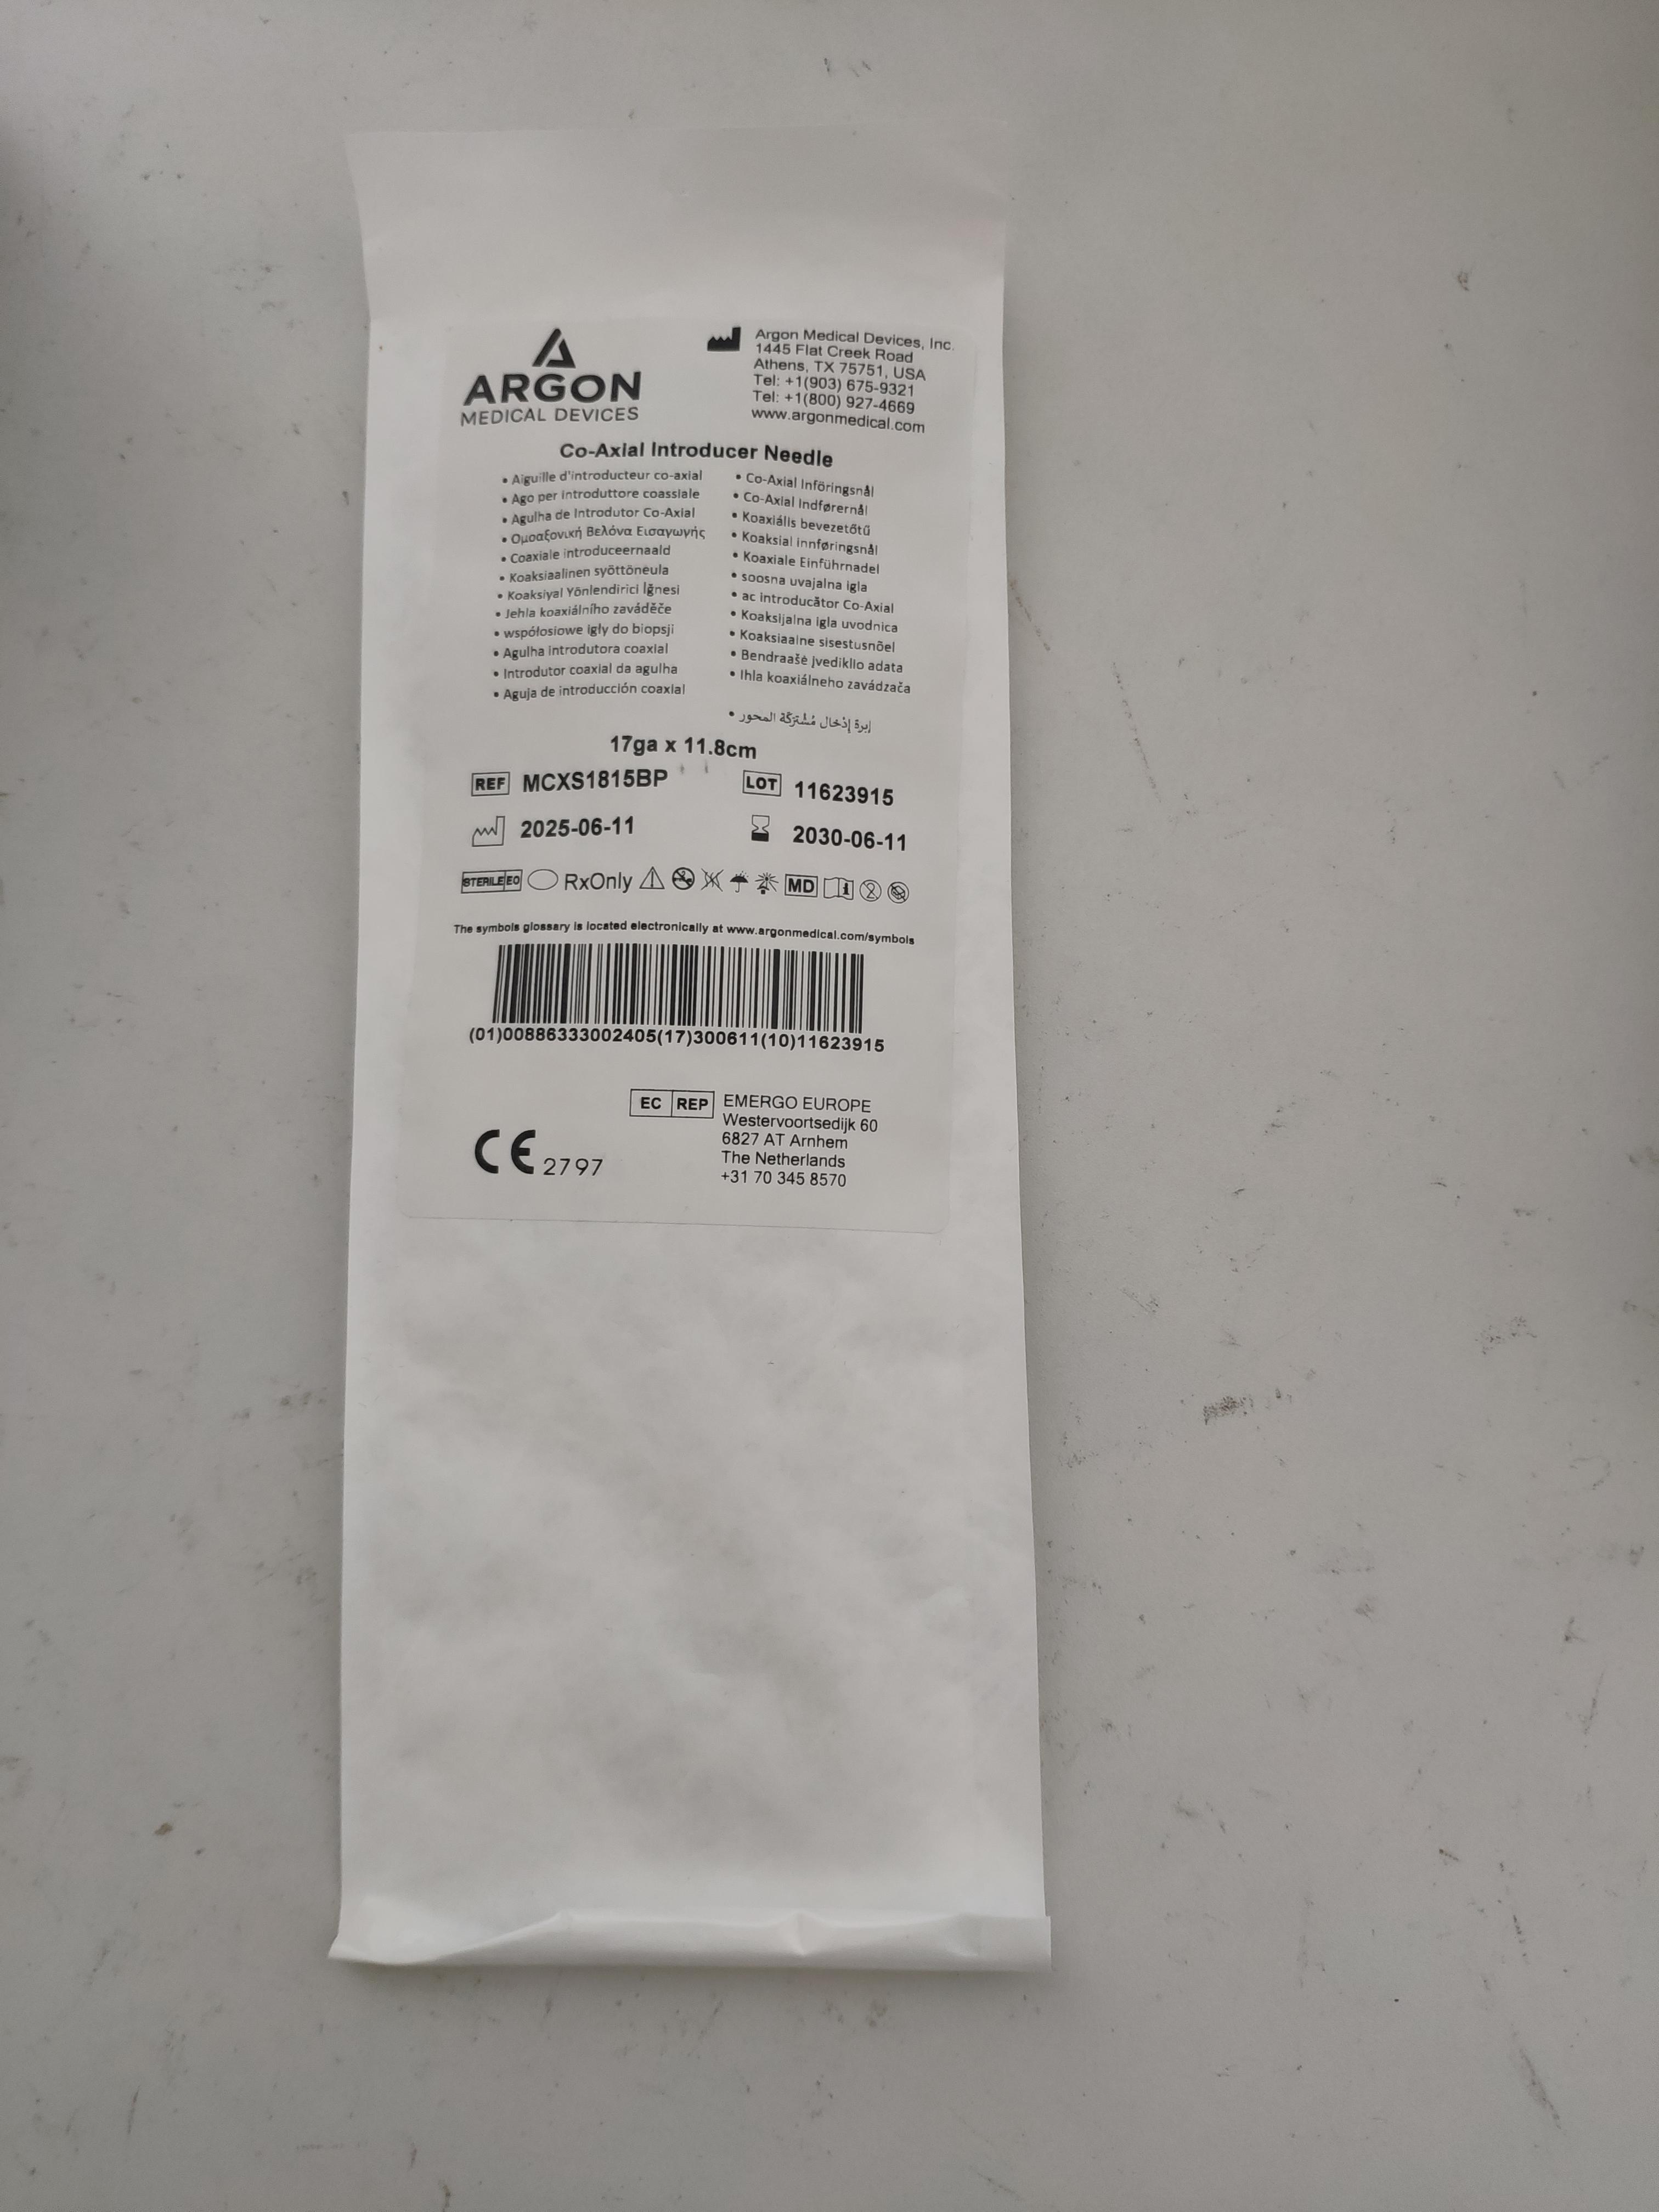 ARGON
MEDICAL DEVICES
Argon Medical Devices, Inc.
1445 Flat Creek Road
Athens, TX 75751, USA
Tel: +1(903) 675-9321
Tel: +1(800) 927-4669
www.argonmedical.com
Co-Axial Introducer Needle
• Aiguille d'introducteur co-axial
• Ago per introduttore coassiale
• Agulha de Introdutor Co-Axial
• Ομοαξονική Βελόνα Εισαγωγής
• Coaxiale introduceernaald
• Koaksiaalinen syöttöneula
• Koaksiyal Yönlendirici İğnesi
• Jehla koaxiálního zaváděče
• współosiowe igły do biopsji
• Agulha introdutora coaxial
• Introdutor coaxial da agulha
• Aguja de introducción coaxial
• Co-Axial Införingsnål
• Co-Axial Indførernål
• Koaxiális bevezetőtű
• Koaksial innføringsnål
• Koaxiale Einführnadel
• soosna uvajalna igla
• ac introducător Co-Axial
• Koaksijalna igla uvodnica
• Koaksiaalne sisestusnõel
• Bendraašė įvediklio adata
• Ihla koaxiálneho zavádzača
• إبرة إدخال مُشتركة المحور
17ga x 11.8cm
REF MCXS1815BP
LOT 11623915
2025-06-11
2030-06-11
STERILE EO RxOnly MD
The symbols glossary is located electronically at www.argonmedical.com/symbols
(01)00886333002405(17)300611(10)11623915
EC REP EMERGO EUROPE
Westervoortsedijk 60
6827 AT Arnhem
The Netherlands
+31 70 345 8570
CE 2797